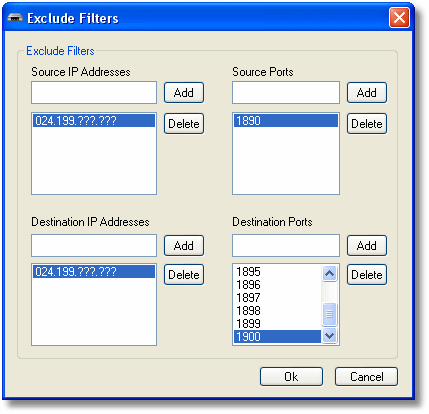 Exclude Filters
Exclude Filters
Source IP Addresses
Source Ports
Add
Add
024.199.???.???
Delete
1890
Delete
Destination IP Addresses
Destination Ports
Add
Add
024.199.???.???
Delete
1895
1896
1897
1898
1899
1900
Delete
Ok
Cancel